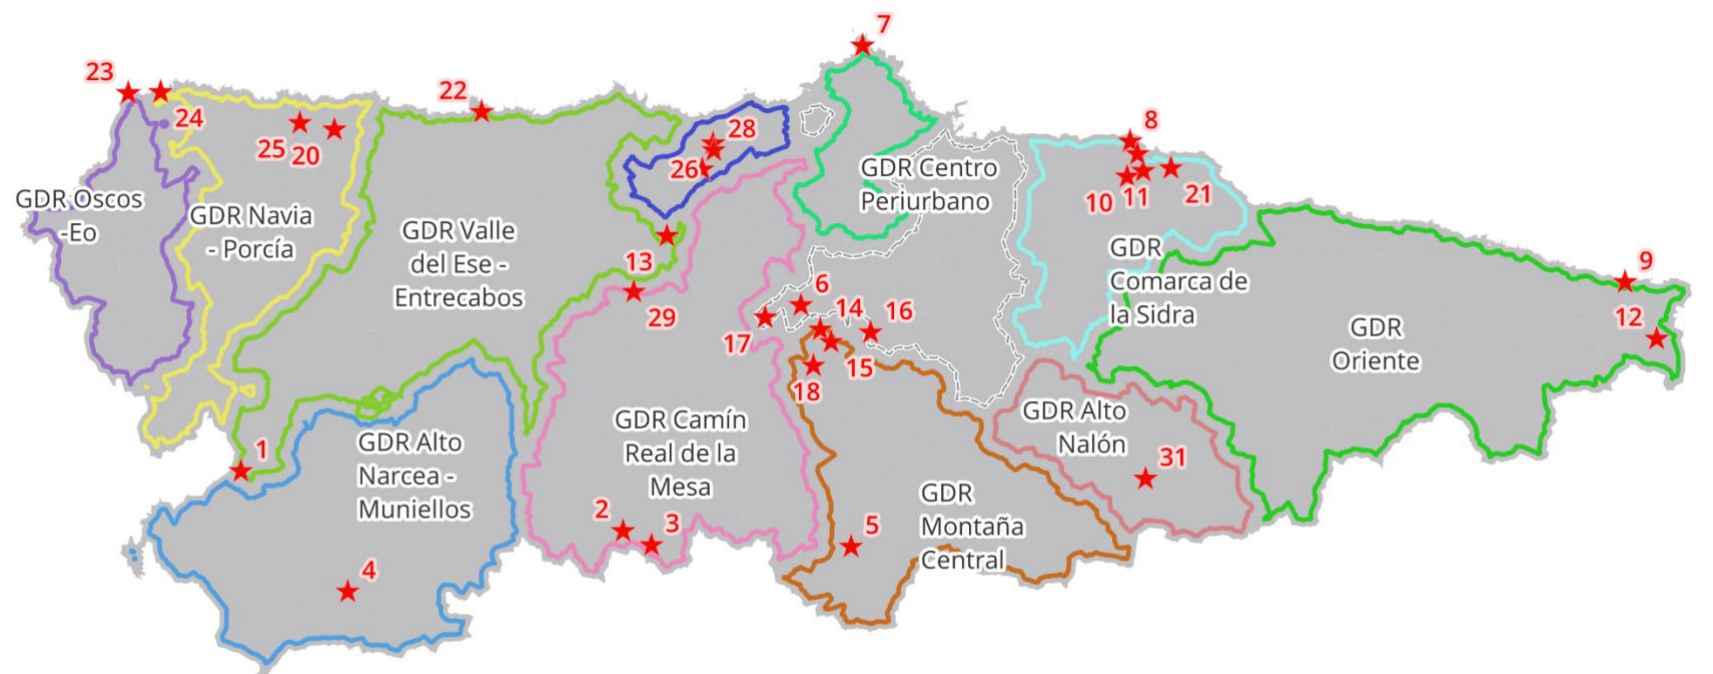 7
23
22
24
8
28
25
20
26
GDR Centro
Periurbano
10
11
21
GDR Oscos
-Eo
GDR Navia
- Porcía
GDR Valle
del Ese -
Entrecabos
13
GDR
Comarca de
la Sidra
9
6
14
16
29
17
12
GDR
Oriente
15
18
GDR Camín
Real de la
Mesa
GDR Alto
Nalón
GDR Alto
Narcea -
Muniellos
1
31
2
3
5
GDR
Montaña
Central
4